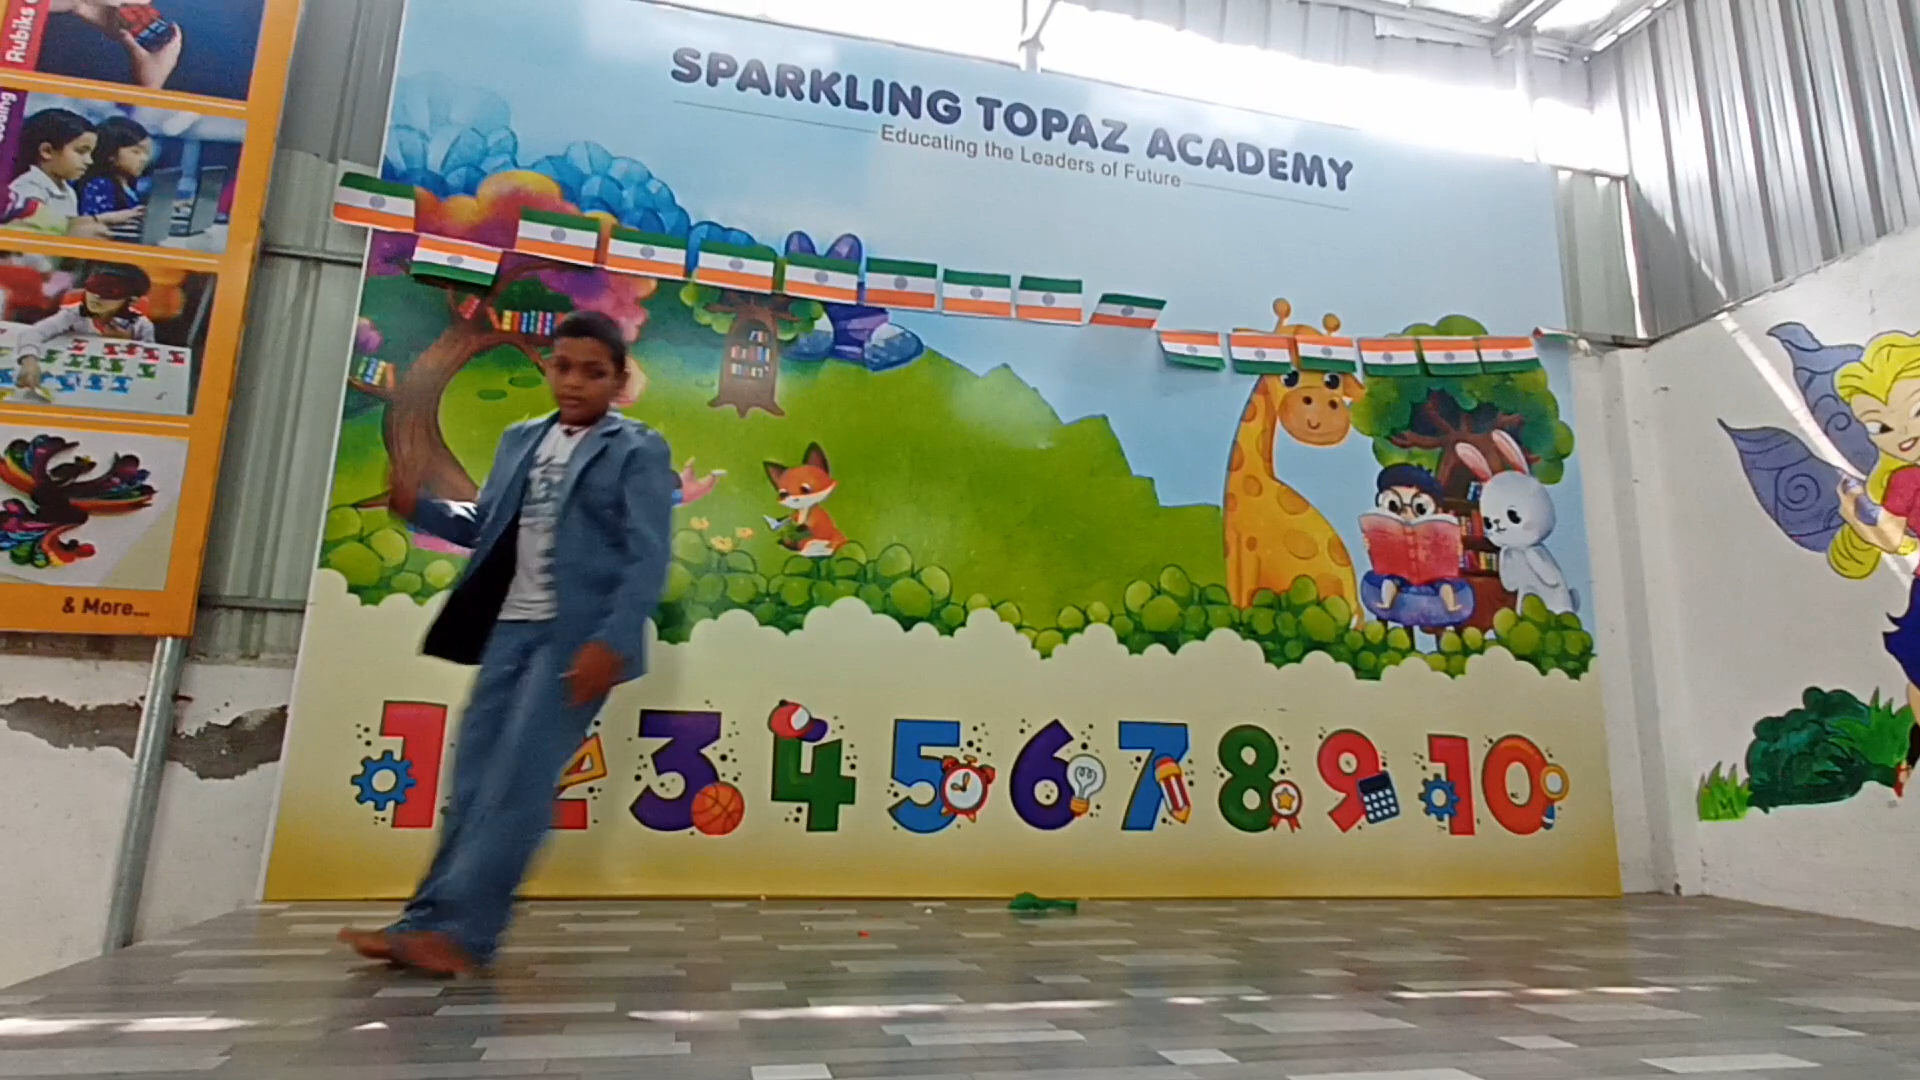 Rubiks
SPARKLING TOPAZ ACADEMY
Educating the Leaders of Future
& More...
1 2 3 4 5 6 7 8 9 10